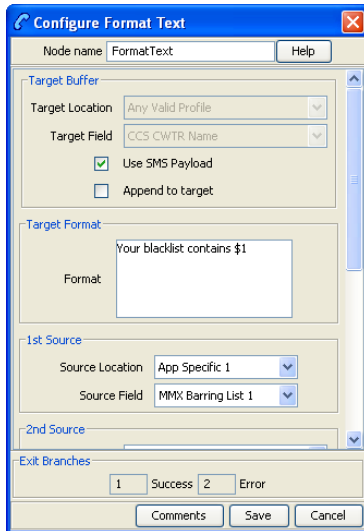 Configure Format Text
Node name FormatText Help
Target Buffer
Target Location Any Valid Profile
Target Field CCS CWTR Name
Use SMS Payload
Append to target
Target Format
Your blacklist contains $1
Format
1st Source
Source Location App Specific 1
Source Field MMX Barring List 1
2nd Source
Exit Branches
1 Success 2 Error
Comments Save Cancel